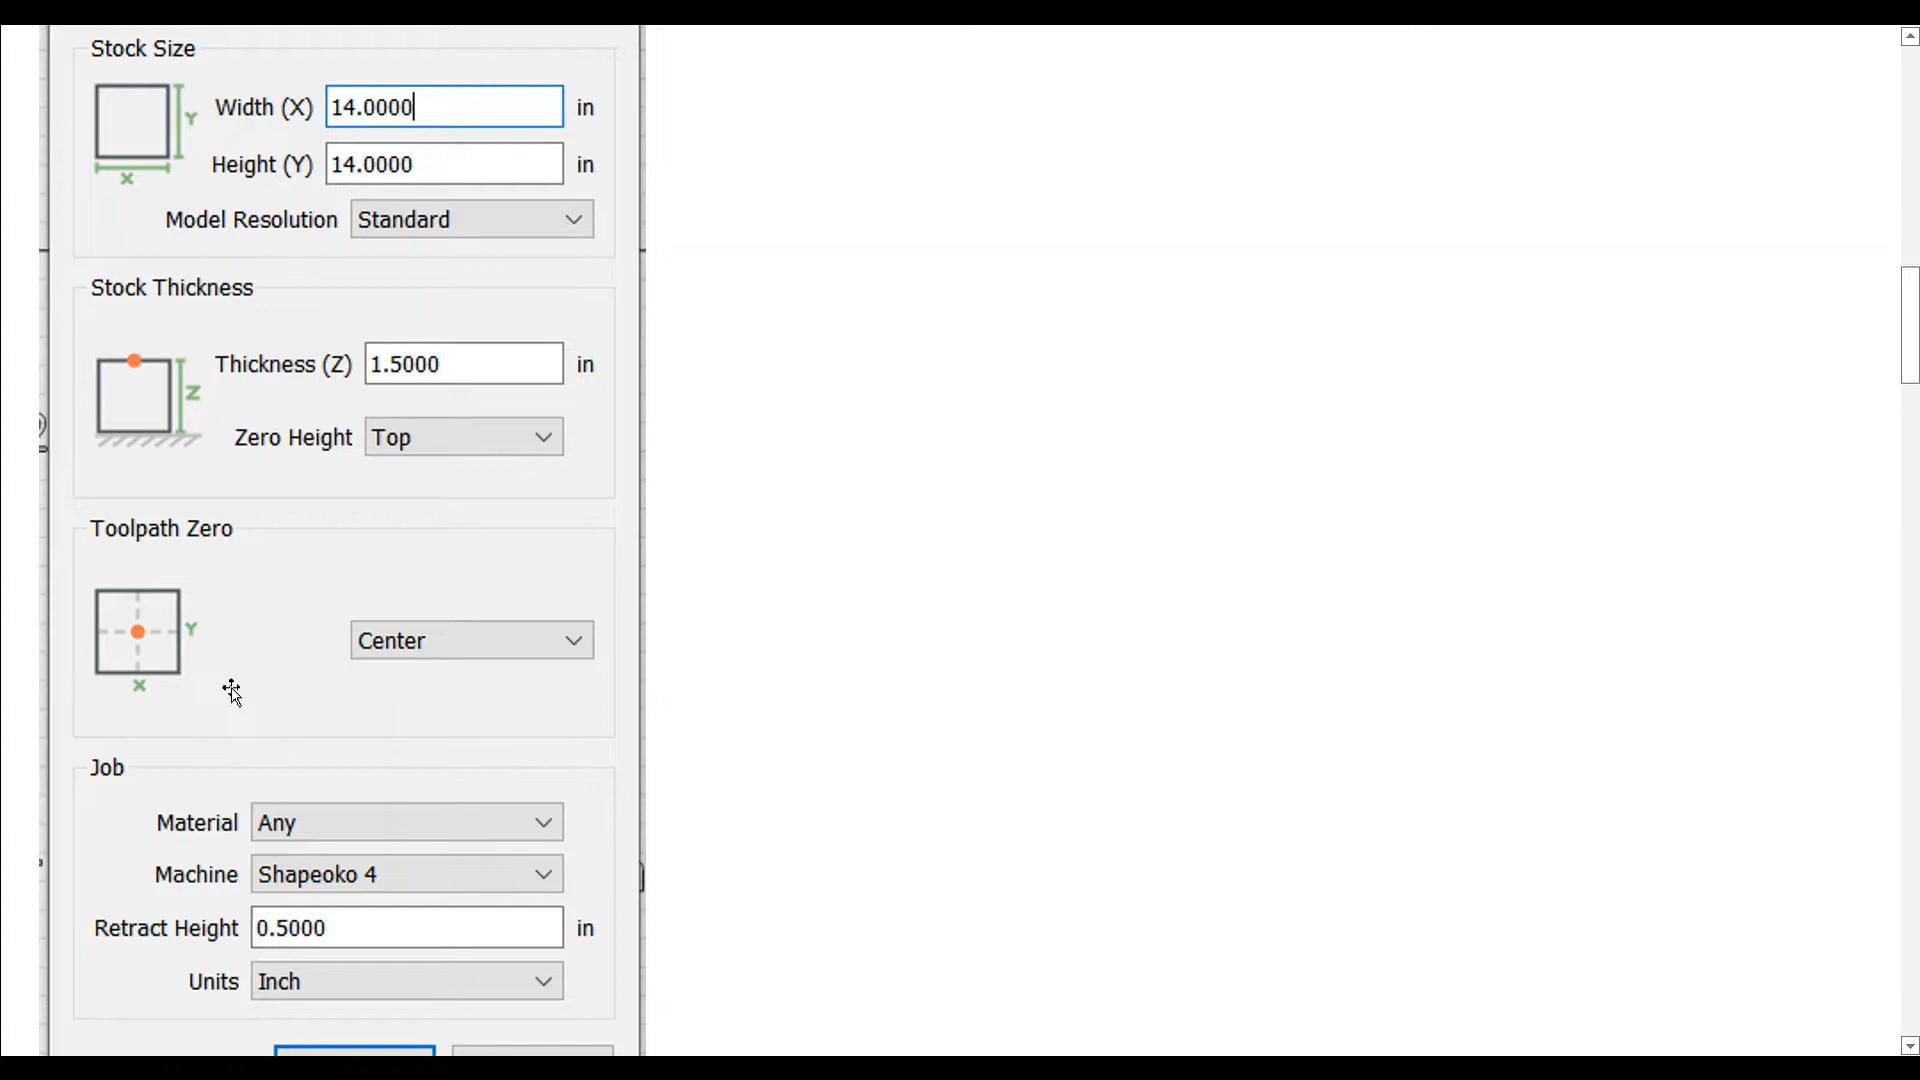 Stock Size
Width (X) 14.0000 in
Y
Height (Y) 14.0000 in
X
Model Resolution Standard
Stock Thickness
Thickness (Z) 1.5000 in
Z
Zero Height Top
Toolpath Zero
Y
Center
X
Job
Material Any
Machine Shapeoko 4
Retract Height 0.5000 in
Units Inch